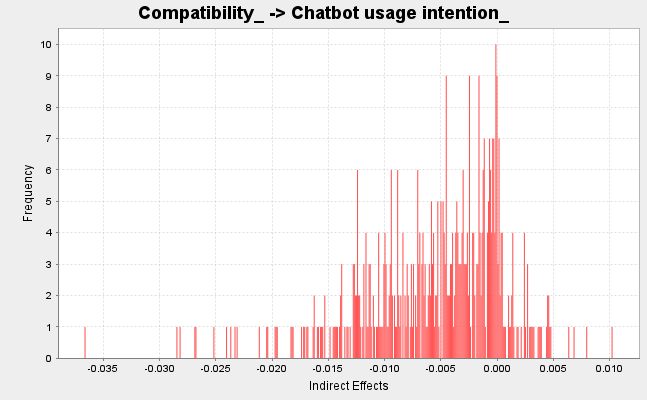 Compatibility_ -> Chatbot usage intention_
10
9
8
7
6
5
4
3
2
1
0
Frequency
-0.035 -0.030 -0.025 -0.020 -0.015 -0.010 -0.005 0.000 0.005 0.010
Indirect Effects